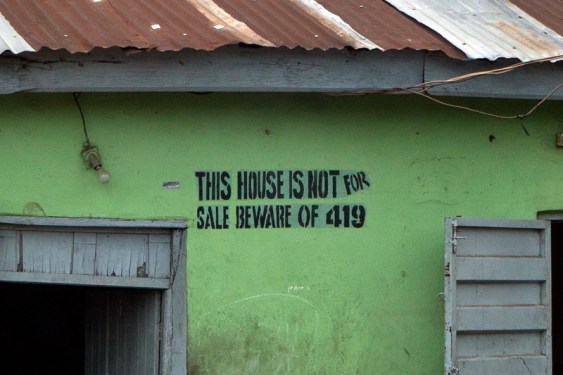 THIS HOUSE IS NOT FOR
SALE BEWARE OF 419